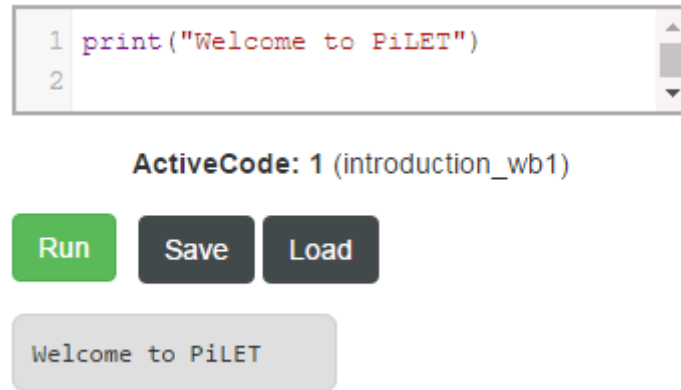 1 print("Welcome to PiLET")
2
ActiveCode: 1 (introduction_wb1)
Run Save Load
Welcome to PiLET